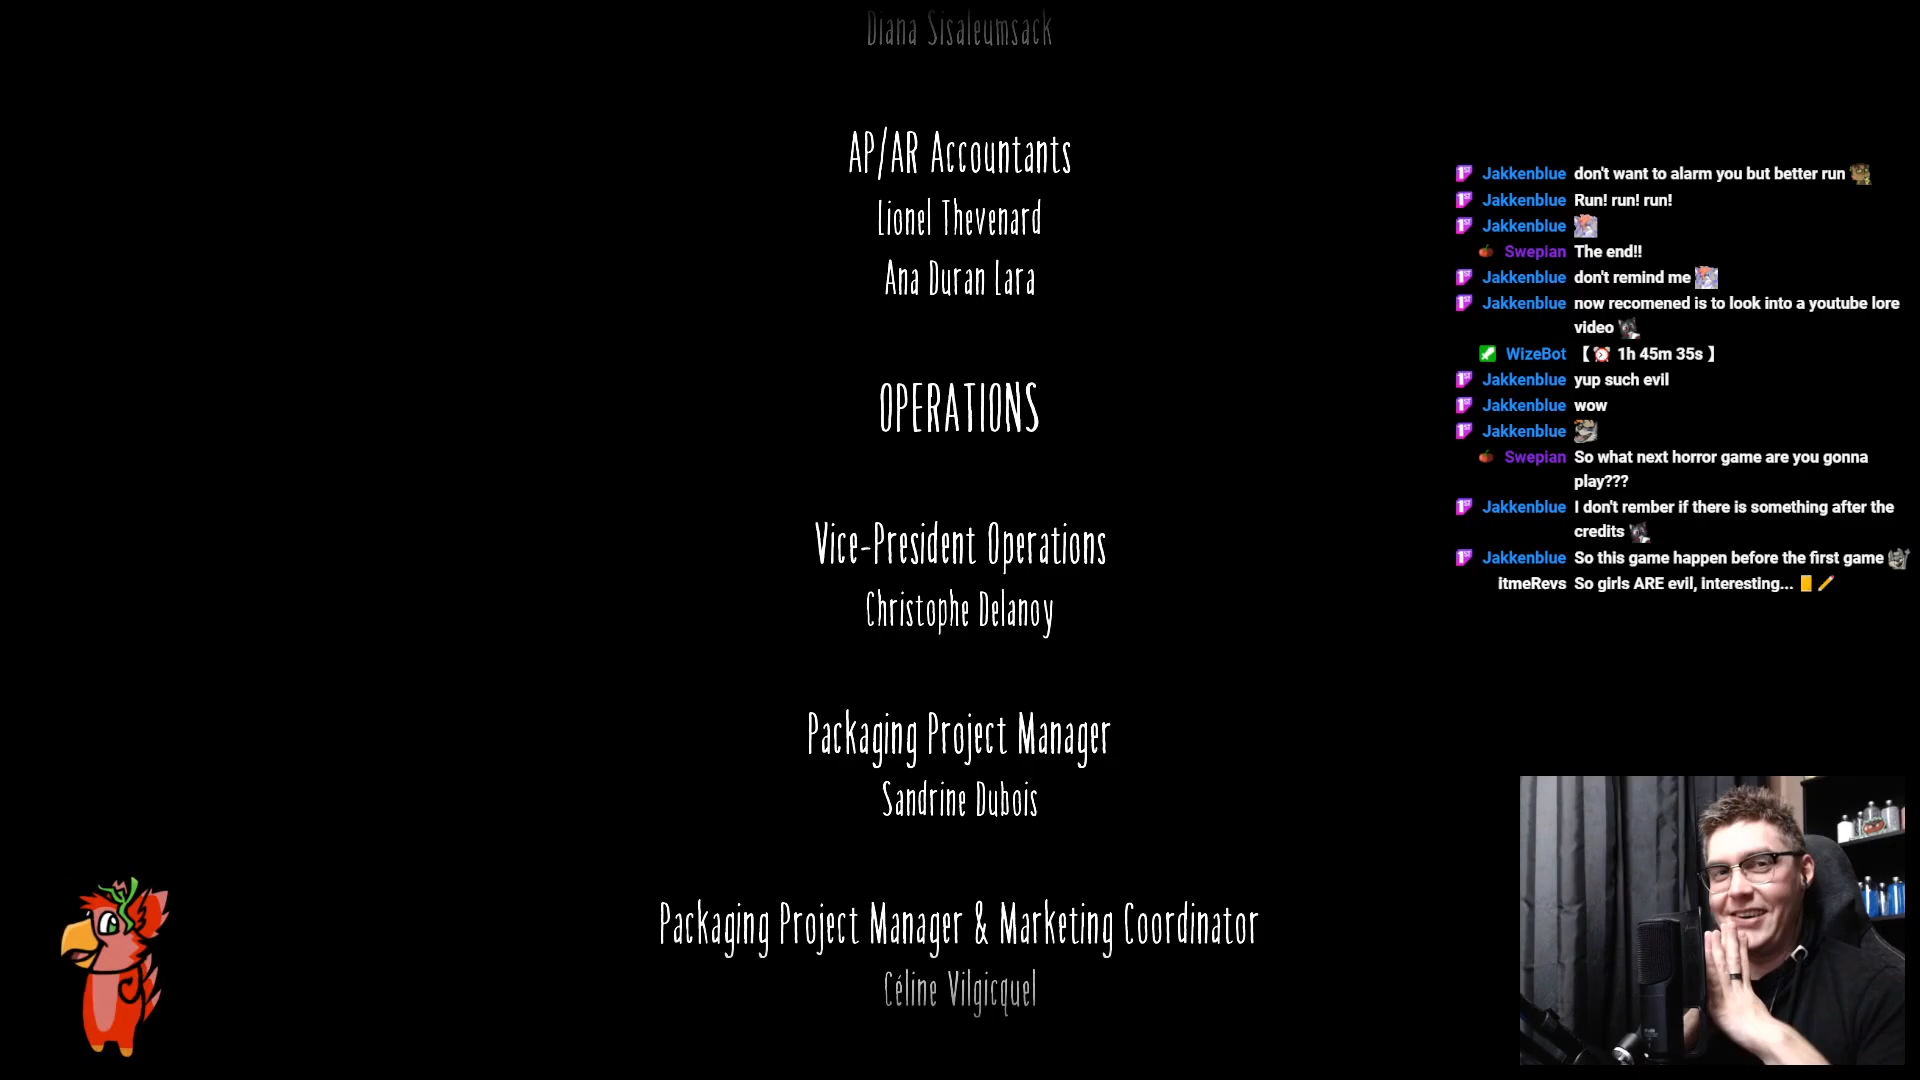 Diana Sisaleumsack
AP/AR Accountants
Lionel Thevenard
Ana Duran Lara
OPERATIONS
Vice-President Operations
Christophe Delanoy
Packaging Project Manager
Sandrine Dubois
Packaging Project Manager & Marketing Coordinator
Céline Vilgicquel
Jakkenblue don't want to alarm you but better run
Jakkenblue Run! run! run!
Jakkenblue
Swepian The end!!
Jakkenblue don't remind me
Jakkenblue now recomened is to look into a youtube lore
video
WizeBot 【⏰ 1h 45m 35s 】
Jakkenblue yup such evil
Jakkenblue wow
Jakkenblue
Swepian So what next horror game are you gonna
play???
Jakkenblue I don't rember if there is something after the
credits
Jakkenblue So this game happen before the first game
itmeRevs So girls ARE evil, interesting...